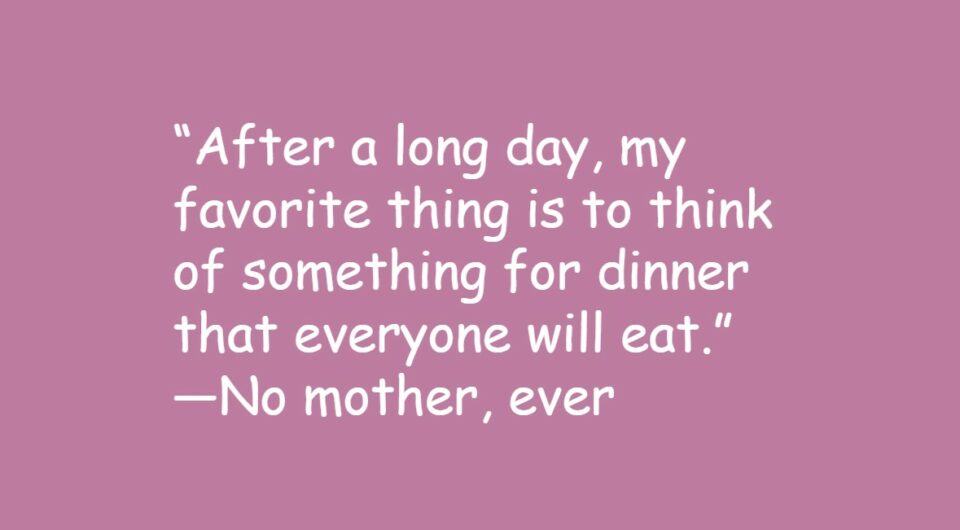 “After a long day, my
favorite thing is to think
of something for dinner
that everyone will eat.”
—No mother, ever